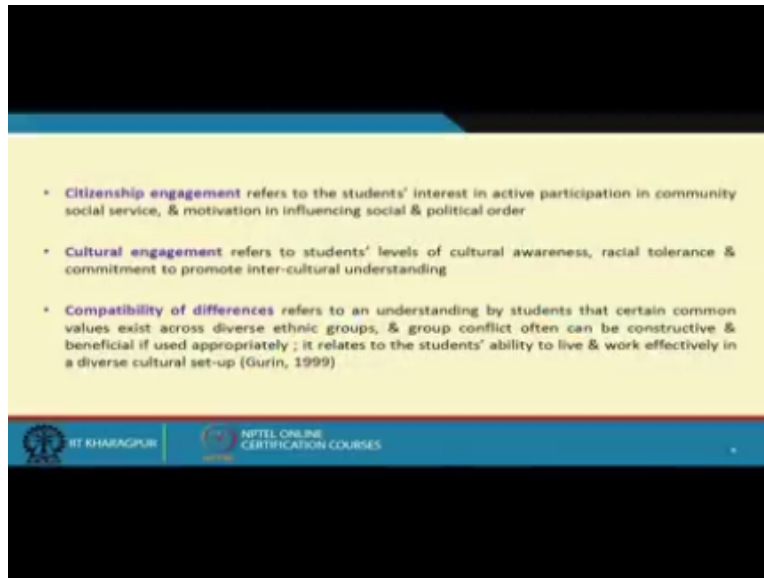 • Citizenship engagement refers to the students' interest in active participation in community
social service, & motivation in influencing social & political order
• Cultural engagement refers to students' levels of cultural awareness, racial tolerance &
commitment to promote inter-cultural understanding
• Compatibility of differences refers to an understanding by students that certain common
values exist across diverse ethnic groups, & group conflict often can be constructive &
beneficial if used appropriately ; it relates to the students' ability to live & work effectively in
a diverse cultural set-up (Gurin, 1999)
IIT KHARAGPUR
NPTEL ONLINE
CERTIFICATION COURSES